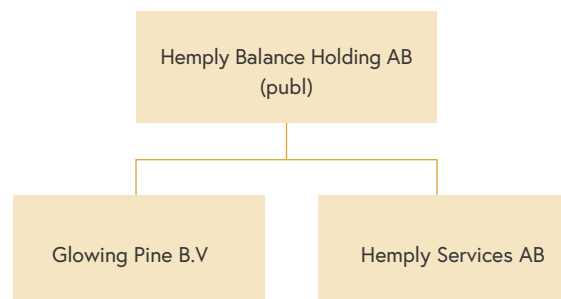 Hemply Balance Holding AB
(publ)
Glowing Pine B.V
Hemply Services AB